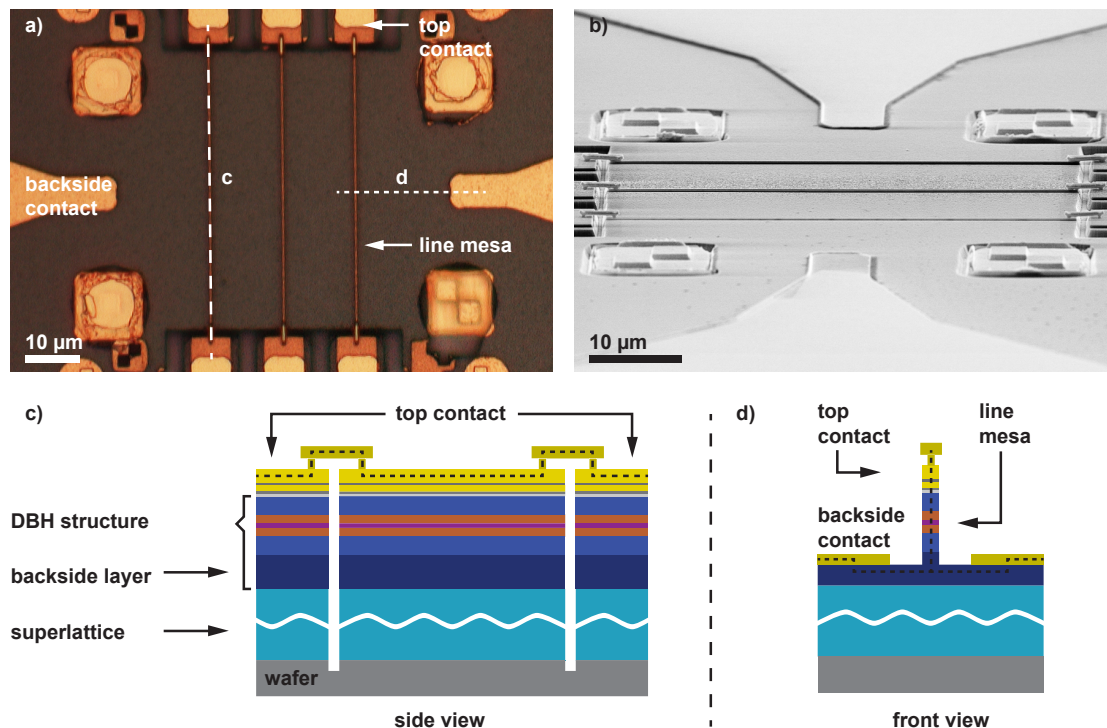 a)
top
contact
c
d
backside
contact
line mesa
10 µm
b)
10 µm
c)
top contact
DBH structure
backside layer
superlattice
wafer
side view
d)
top
contact
line
mesa
backside
contact
front view